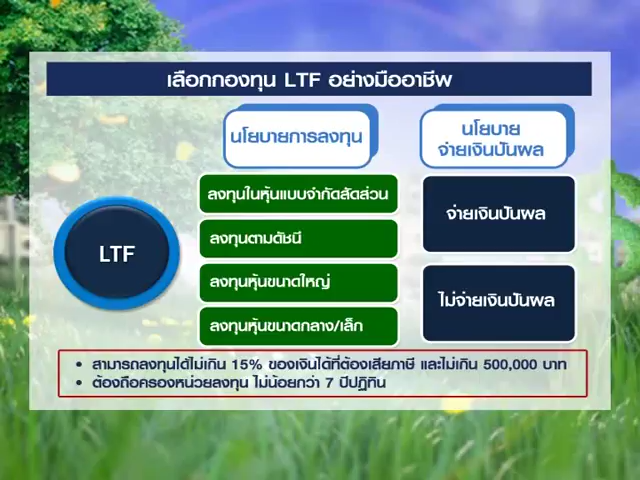 เลือกกองทุน LTF อย่างมืออาชีพ
นโยบายการลงทุน
นโยบาย
จ่ายเงินปันผล
LTF
ลงทุนในหุ้นแบบจำกัดสัดส่วน
ลงทุนตามดัชนี
ลงทุนหุ้นขนาดใหญ่
ลงทุนหุ้นขนาดกลาง/เล็ก
จ่ายเงินปันผล
ไม่จ่ายเงินปันผล
• สามารถลงทุนได้ไม่เกิน 15% ของเงินได้ที่ต้องเสียภาษี และไม่เกิน 500,000 บาท
• ต้องถือครองหน่วยลงทุน ไม่น้อยกว่า 7 ปีปฏิทิน